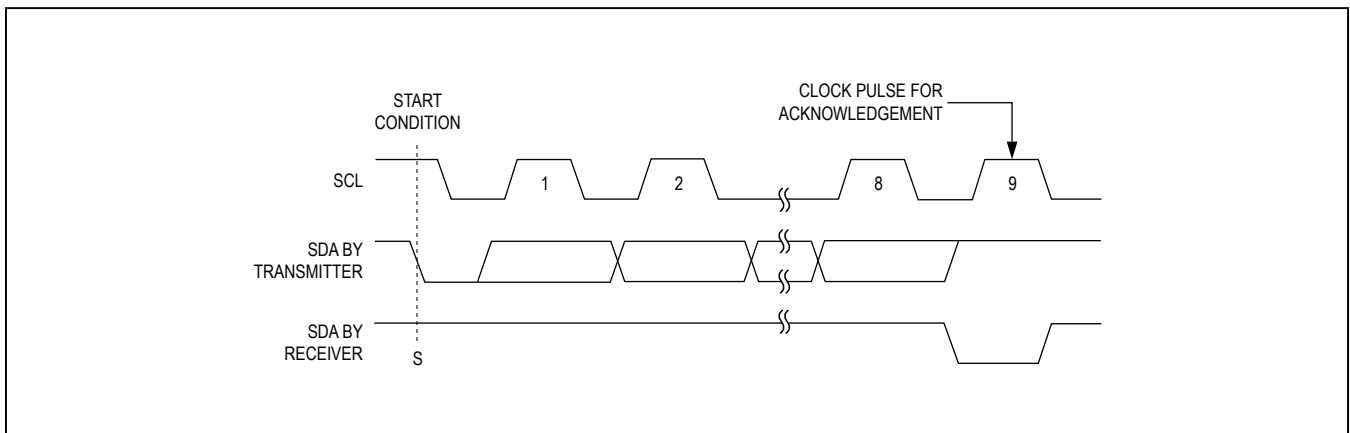 START
CONDITION
CLOCK PULSE FOR
ACKNOWLEDGEMENT
SCL
1
2
8
9
SDA BY
TRANSMITTER
SDA BY
RECEIVER
S